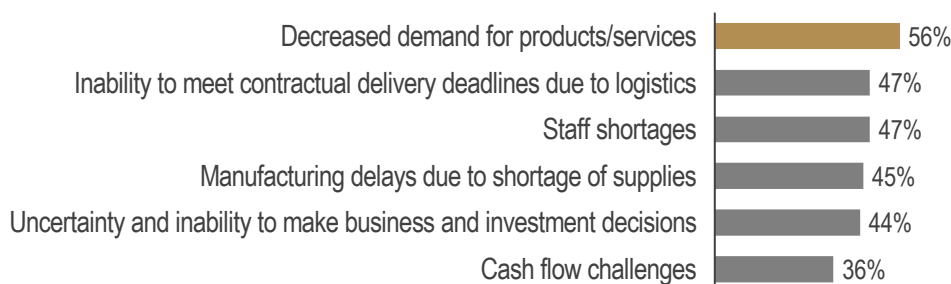 Decreased demand for products/services 56%
Inability to meet contractual delivery deadlines due to logistics 47%
Staff shortages 47%
Manufacturing delays due to shortage of supplies 45%
Uncertainty and inability to make business and investment decisions 44%
Cash flow challenges 36%